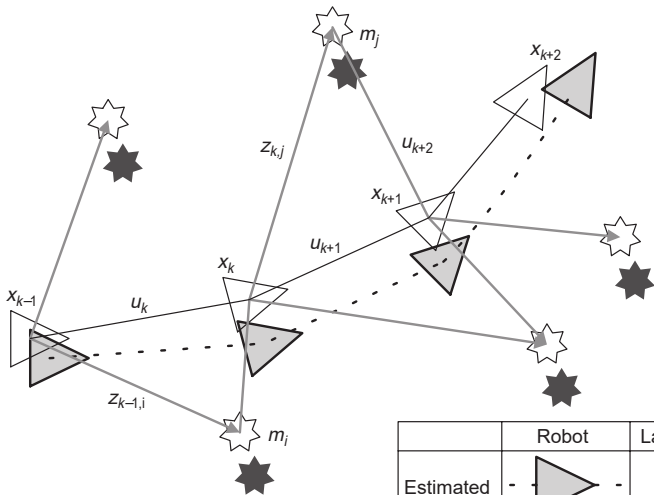 m_j
x_{k+2}
z_{k,j}
u_{k+2}
x_{k+1}
u_{k+1}
x_k
x_{k–1}
u_k
z_{k–1,i}
m_i
Robot
Estimated